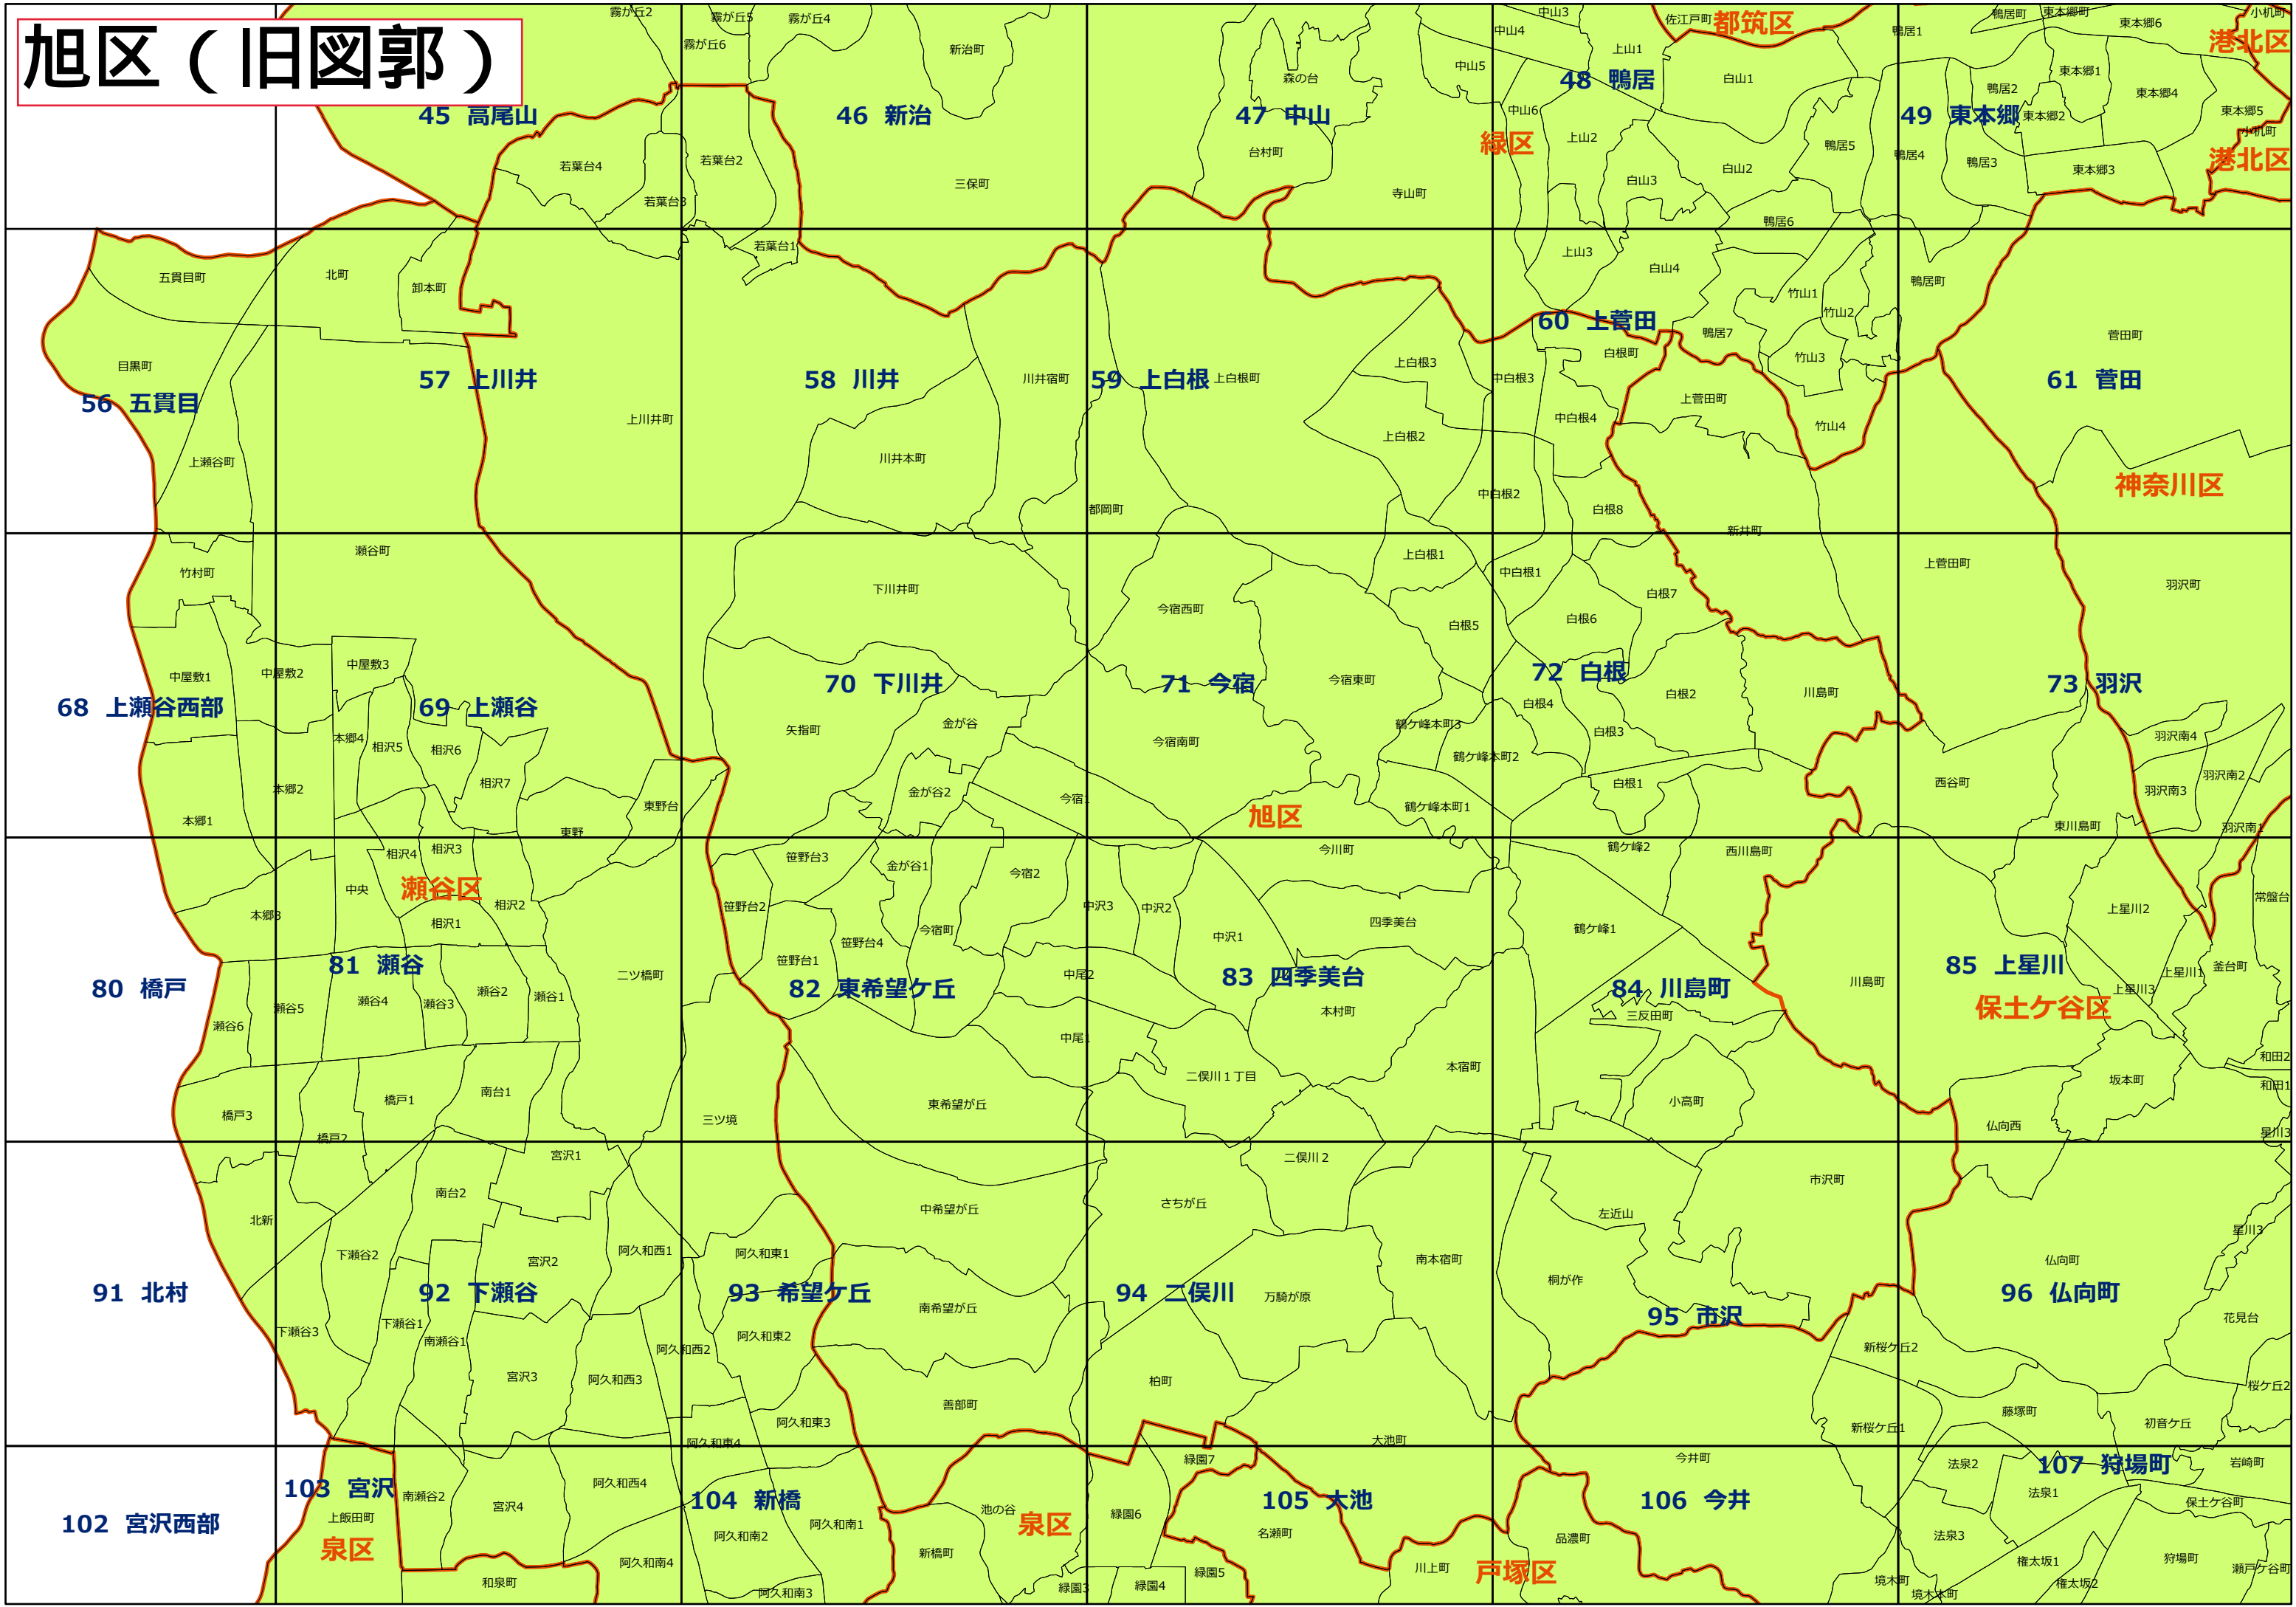 旭区（旧図郭）
霧が丘2
霧が丘5
霧が丘4
霧が丘6
新治町
中山3
中山4
佐江戸町
都筑区
鴨居町
東本郷町
小机町
東本郷6
鴨居1
港北区
上山1
中山5
森の台
48 鴨居
白山1
東本郷1
鴨居2
東本郷4
45 高尾山
46 新治
47 中山
中山6
49 東本郷
東本郷2
東本郷5
小机町
緑区
上山2
台村町
若葉台4
若葉台2
鴨居5
鴨居4
鴨居3
東本郷3
港北区
白山2
三保町
白山3
寺山町
若葉台3
鴨居6
若葉台1
上山3
白山4
五貫目町
北町
卸本町
鴨居町
竹山1
竹山2
60 上菅田
鴨居7
菅田町
白根町
竹山3
目黒町
上白根3
57 上川井
58 川井
川井宿町
59 上白根
上白根町
中白根3
61 菅田
56 五貫目
上菅田町
上川井町
中白根4
竹山4
上白根2
上瀬谷町
川井本町
神奈川区
中白根2
都岡町
白根8
新井町
瀬谷町
上白根1
上菅田町
竹村町
中白根1
羽沢町
下川井町
白根7
今宿西町
白根6
白根5
中屋敷3
中屋敷2
中屋敷1
72 白根
70 下川井
71 今宿
今宿東町
73 羽沢
白根2
川島町
68 上瀬谷西部
69 上瀬谷
白根4
金が谷
鶴ケ峰本町3
矢指町
白根3
本郷4
相沢5
相沢6
今宿南町
羽沢南4
鶴ケ峰本町2
羽沢南2
相沢7
白根1
西谷町
本郷2
金が谷2
羽沢南3
今宿1
東野台
鶴ケ峰本町1
旭区
本郷1
東野
東川島町
羽沢南1
相沢3
今川町
鶴ケ峰2
西川島町
相沢4
笹野台3
金が谷1
今宿2
中央
瀬谷区
常盤台
相沢2
笹野台2
中沢3
中沢2
上星川2
本郷3
相沢1
四季美台
今宿町
鶴ケ峰1
中沢1
笹野台4
81 瀬谷
笹野台1
85 上星川
釜台町
二ツ橋町
中尾2
83 四季美台
上星川1
川島町
80 橋戸
瀬谷2
82 東希望ケ丘
84 川島町
上星川3
瀬谷1
瀬谷4
瀬谷3
瀬谷5
保土ケ谷区
本村町
三反田町
瀬谷6
中尾1
和田2
本宿町
二俣川１丁目
坂本町
和田1
南台1
橋戸1
小高町
東希望が丘
橋戸3
三ツ境
仏向西
星川3
橋戸2
宮沢1
二俣川２
市沢町
南台2
さちが丘
中希望が丘
左近山
北新
星川3
阿久和西1
阿久和東1
下瀬谷2
宮沢2
南本宿町
仏向町
桐が作
91 北村
92 下瀬谷
93 希望ケ丘
94 二俣川
万騎が原
96 仏向町
南希望が丘
95 市沢
花見台
下瀬谷1
下瀬谷3
阿久和東2
南瀬谷1
阿久和西2
新桜ケ丘2
宮沢3
阿久和西3
柏町
桜ケ丘2
善部町
藤塚町
阿久和東3
初音ケ丘
新桜ケ丘1
阿久和東4
大池町
緑園7
今井町
岩崎町
法泉2
107 狩場町
阿久和西4
103 宮沢
法泉1
南瀬谷2
104 新橋
105 大池
106 今井
宮沢4
保土ケ谷町
池の谷
緑園6
上飯田町
102 宮沢西部
阿久和南1
泉区
名瀬町
阿久和南2
法泉3
品濃町
泉区
新橋町
狩場町
阿久和南4
権太坂1
川上町
瀬戸ケ谷町
緑園5
戸塚区
和泉町
境木町
権太坂2
緑園4
緑園3
阿久和南3
境木本町